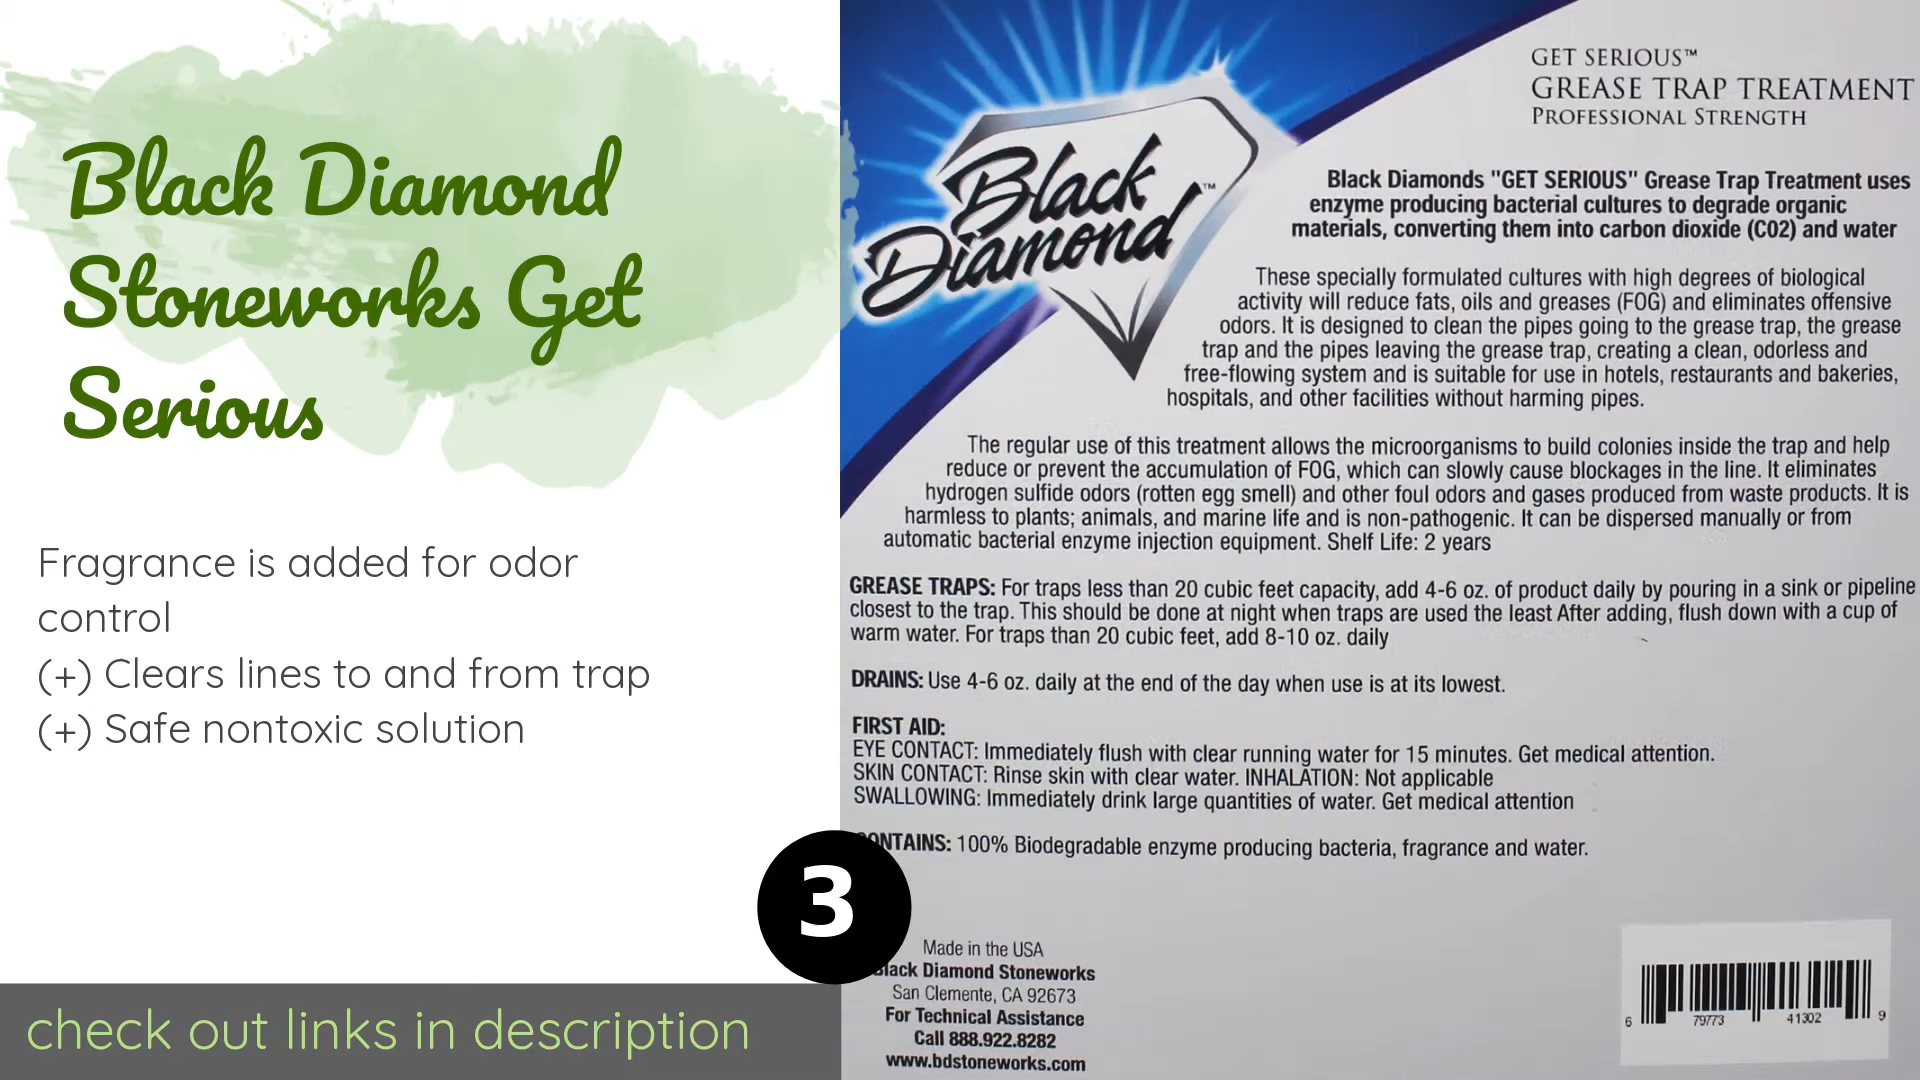 Black Diamond
Stoneworks Get
Serious
Fragrance is added for odor
control
(+) Clears lines to and from trap
(+) Safe nontoxic solution
check out links in description
3
Black
Diamond™
GET SERIOUS™
GREASE TRAP TREATMENT
PROFESSIONAL STRENGTH
Black Diamonds "GET SERIOUS" Grease Trap Treatment uses
enzyme producing bacterial cultures to degrade organic
materials, converting them into carbon dioxide (C02) and water
These specially formulated cultures with high degrees of biological
activity will reduce fats, oils and greases (FOG) and eliminates offensive
odors. It is designed to clean the pipes going to the grease trap, the grease
trap and the pipes leaving the grease trap, creating a clean, odorless and
free-flowing system and is suitable for use in hotels, restaurants and bakeries,
hospitals, and other facilities without harming pipes.
The regular use of this treatment allows the microorganisms to build colonies inside the trap and help
reduce or prevent the accumulation of FOG, which can slowly cause blockages in the line. It eliminates
hydrogen sulfide odors (rotten egg smell) and other foul odors and gases produced from waste products. It is
harmless to plants; animals, and marine life and is non-pathogenic. It can be dispersed manually or from
automatic bacterial enzyme injection equipment. Shelf Life: 2 years
GREASE TRAPS: For traps less than 20 cubic feet capacity, add 4-6 oz. of product daily by pouring in a sink or pipeline
closest to the trap. This should be done at night when traps are used the least After adding, flush down with a cup of
warm water. For traps than 20 cubic feet, add 8-10 oz. daily
DRAINS: Use 4-6 oz. daily at the end of the day when use is at its lowest.
FIRST AID:
EYE CONTACT: Immediately flush with clear running water for 15 minutes. Get medical attention.
SKIN CONTACT: Rinse skin with clear water. INHALATION: Not applicable
SWALLOWING: Immediately drink large quantities of water. Get medical attention
CONTAINS: 100% Biodegradable enzyme producing bacteria, fragrance and water.
Made in the USA
Black Diamond Stoneworks
San Clemente, CA 92673
For Technical Assistance
Call 888.922.8282
www.bdstoneworks.com
6 79773 41302 9